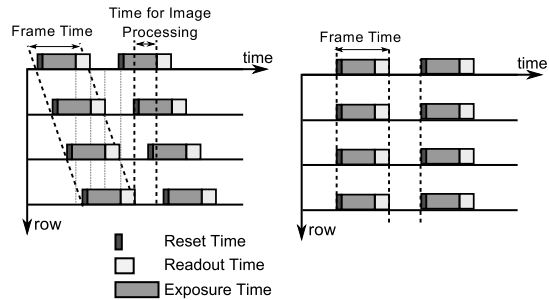 Time for Image
Processing
Frame Time
time
row
Frame Time
time
row
Reset Time
Readout Time
Exposure Time